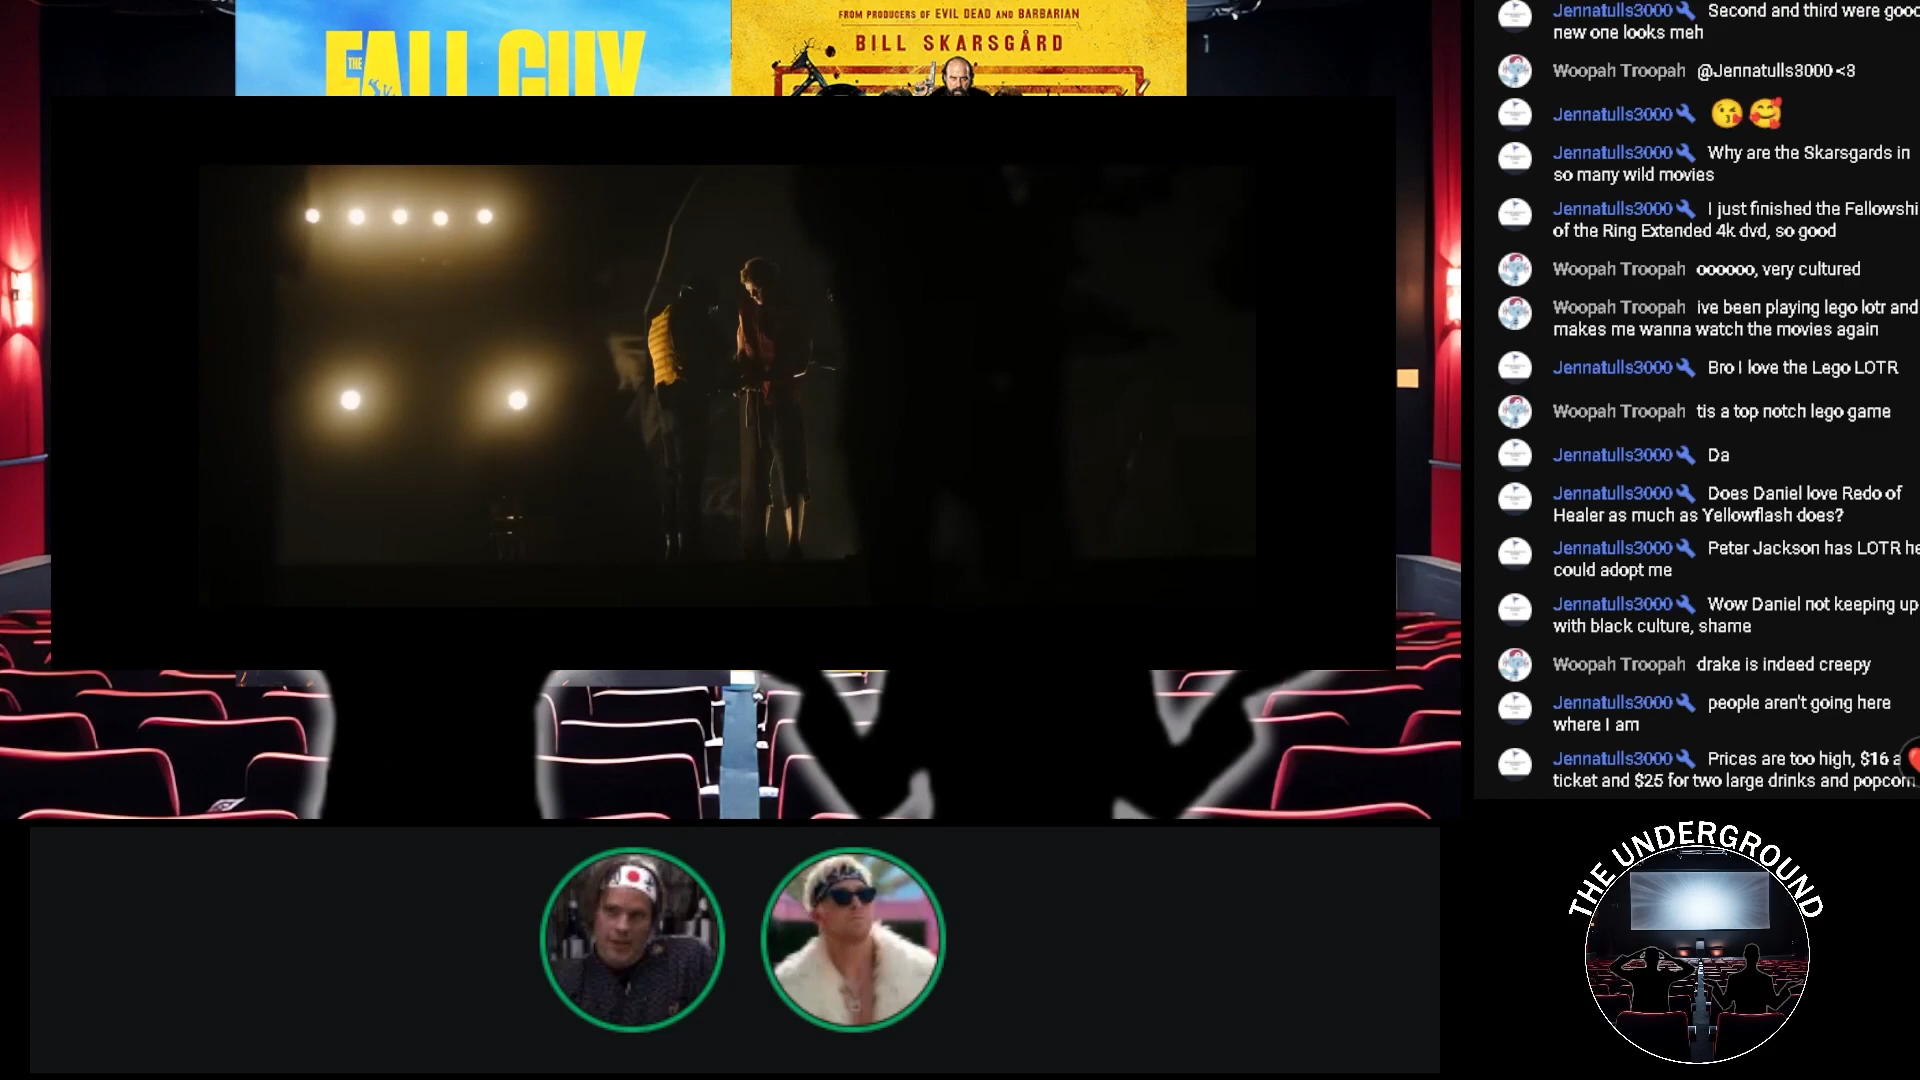 THE
FALL GUY
FROM PRODUCERS OF EVIL DEAD AND BARBARIAN
BILL SKARSGÅRD
Jennatulls3000 Second and third were good
new one looks meh
Woopah Troopah @Jennatulls3000 <3
Jennatulls3000 😘🥰
Jennatulls3000 Why are the Skarsgards in
so many wild movies
Jennatulls3000 I just finished the Fellowshi
of the Ring Extended 4k dvd, so good
Woopah Troopah oooooo, very cultured
Woopah Troopah ive been playing lego lotr and
makes me wanna watch the movies again
Jennatulls3000 Bro I love the Lego LOTR
Woopah Troopah tis a top notch lego game
Jennatulls3000 Da
Jennatulls3000 Does Daniel love Redo of
Healer as much as Yellowflash does?
Jennatulls3000 Peter Jackson has LOTR he
could adopt me
Jennatulls3000 Wow Daniel not keeping up
with black culture, shame
Woopah Troopah drake is indeed creepy
Jennatulls3000 people aren't going here
where I am
Jennatulls3000 Prices are too high, $16 a
ticket and $25 for two large drinks and popcorn
THE UNDERGROUND